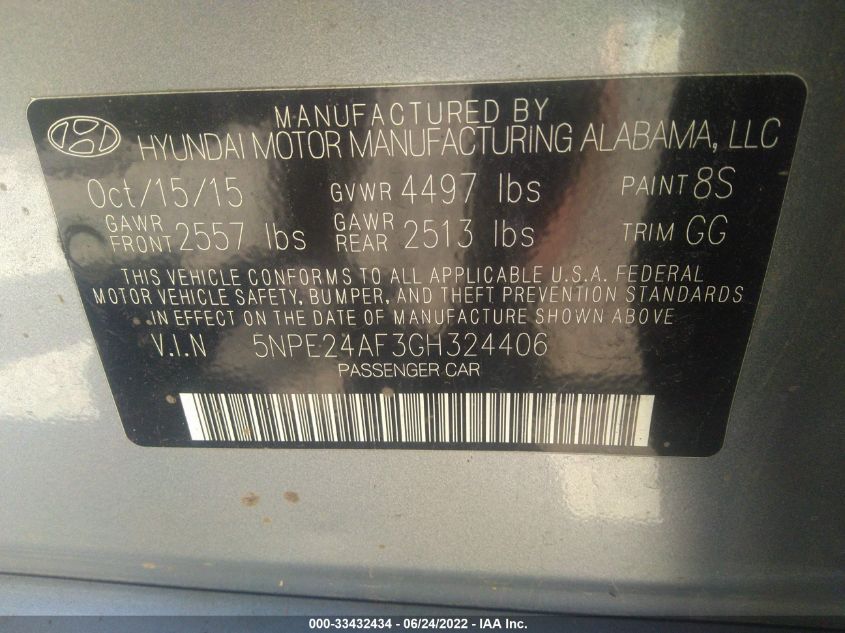 MANUFACTURED BY
HYUNDAI MOTOR MANUFACTURING ALABAMA, LLC
Oct/15/15 GVWR 4497 lbs PAINT 8S
GAWR FRONT 2557 lbs GAWR REAR 2513 lbs TRIM GG
THIS VEHICLE CONFORMS TO ALL APPLICABLE U.S.A. FEDERAL
MOTOR VEHICLE SAFETY, BUMPER, AND THEFT PREVENTION STANDARDS
IN EFFECT ON THE DATE OF MANUFACTURE SHOWN ABOVE.
V.I.N 5NPE24AF3GH324406
PASSENGER CAR
000-33432434 - 06/24/2022 - IAA Inc.